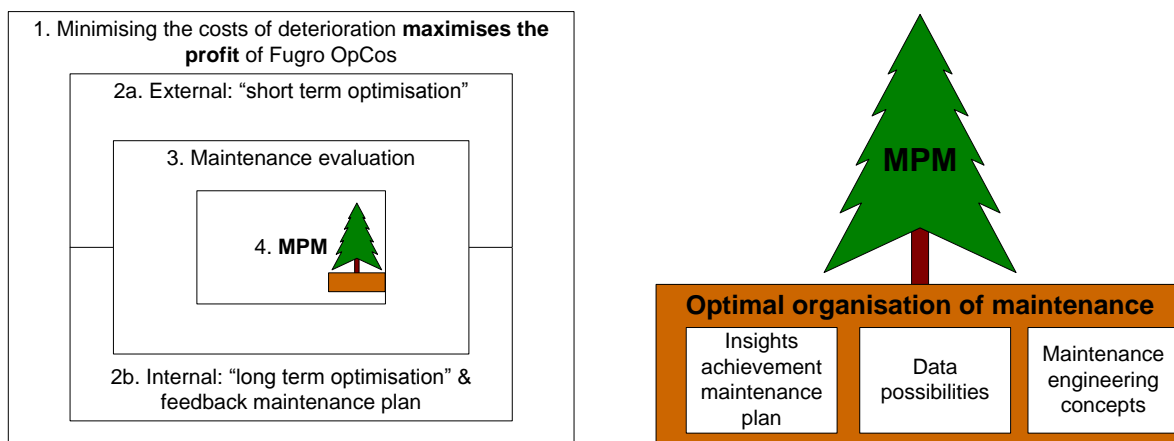 1. Minimising the costs of deterioration maximises the
profit of Fugro OpCos
2a. External: “short term optimisation”
3. Maintenance evaluation
4. MPM
2b. Internal: “long term optimisation” &
feedback maintenance plan
MPM
Optimal organisation of maintenance
Insights
achievement
maintenance
plan
Data
possibilities
Maintenance
engineering
concepts